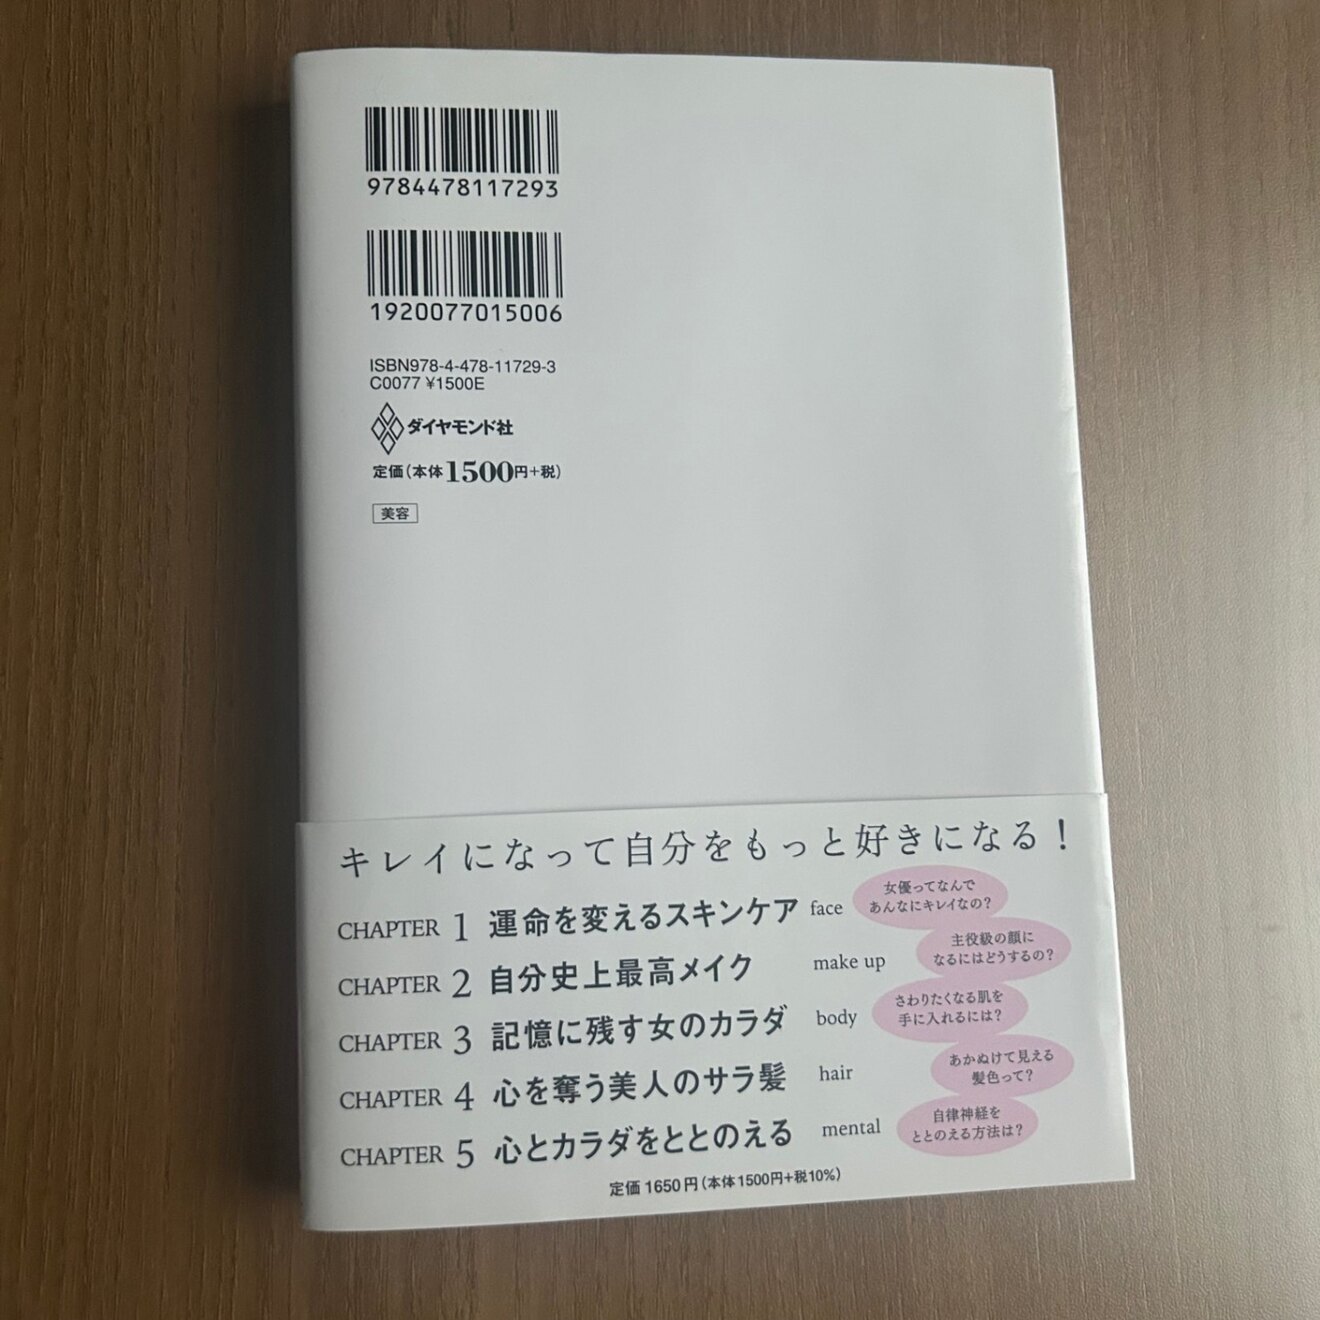 9784478117293
1920077015006
ISBN978-4-478-11729-3
C0077 ¥1500E
ダイヤモンド社
定価(本体1500円+税)
美容
キレイになって自分をもっと好きになる!
CHAPTER 1 運命を変えるスキンケア face
女優ってなんで
あんなにキレイなの?
CHAPTER 2 自分史上最高メイク make up
主役級の顔に
なるにはどうするの?
CHAPTER 3 記憶に残す女のカラダ body
さわりたくなる肌を
手に入れるには?
CHAPTER 4 心を奪う美人のサラ髪 hair
あかぬけて見える
髪色って?
CHAPTER 5 心とカラダをととのえる mental
自律神経を
ととのえる方法は?
定価1650円(本体1500円+税10%)